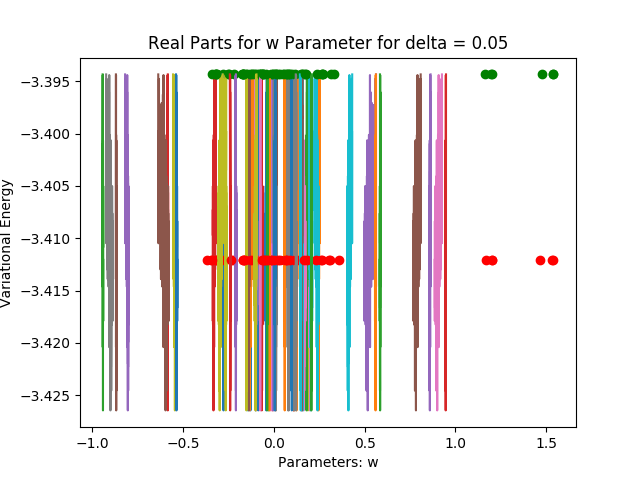 Real Parts for w Parameter for delta = 0.05
Variational Energy
−3.395
−3.400
−3.405
−3.410
−3.415
−3.420
−3.425
−1.0 −0.5 0.0 0.5 1.0 1.5
Parameters: w